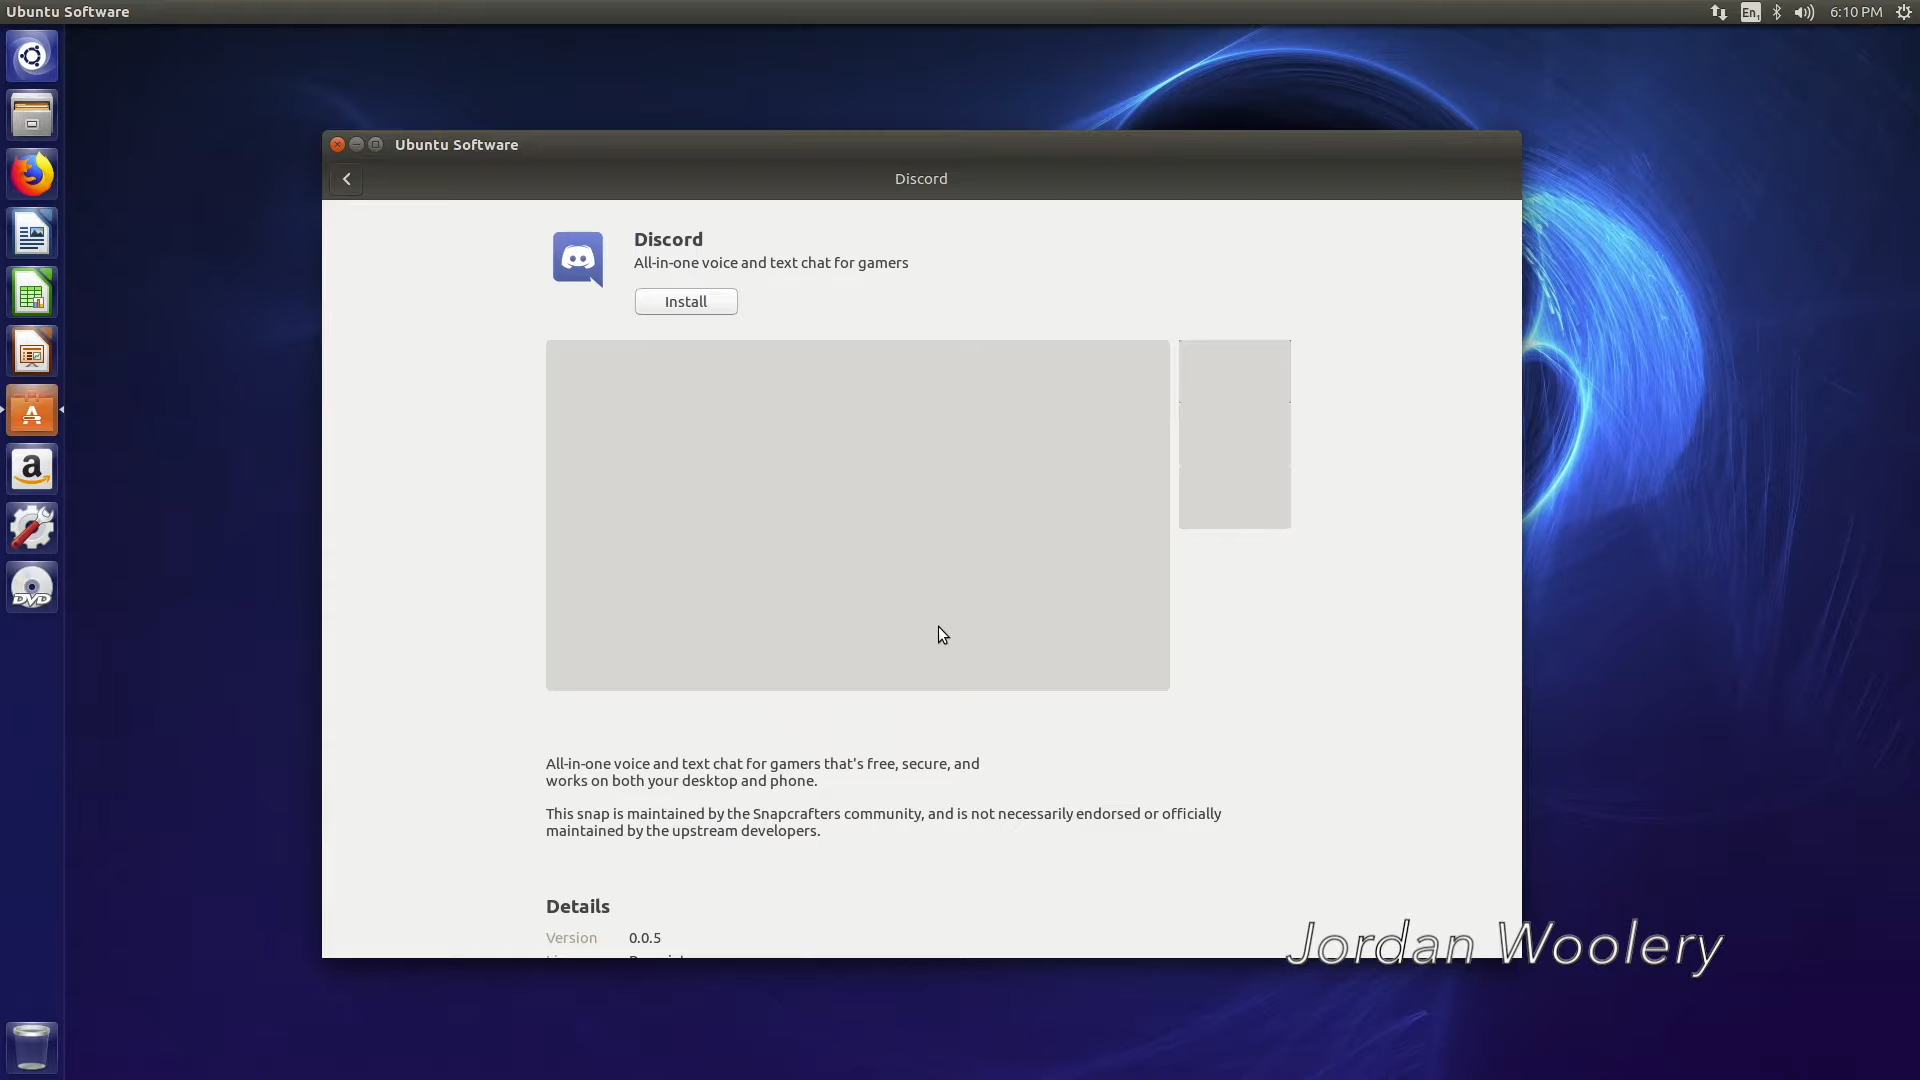 Ubuntu Software
En
6:10 PM
Ubuntu Software
Discord
Discord
All-in-one voice and text chat for gamers
Install
All-in-one voice and text chat for gamers that's free, secure, and
works on both your desktop and phone.
This snap is maintained by the Snapcrafters community, and is not necessarily endorsed or officially
maintained by the upstream developers.
Details
Version 0.0.5
Jordan Woolery
a
DVD